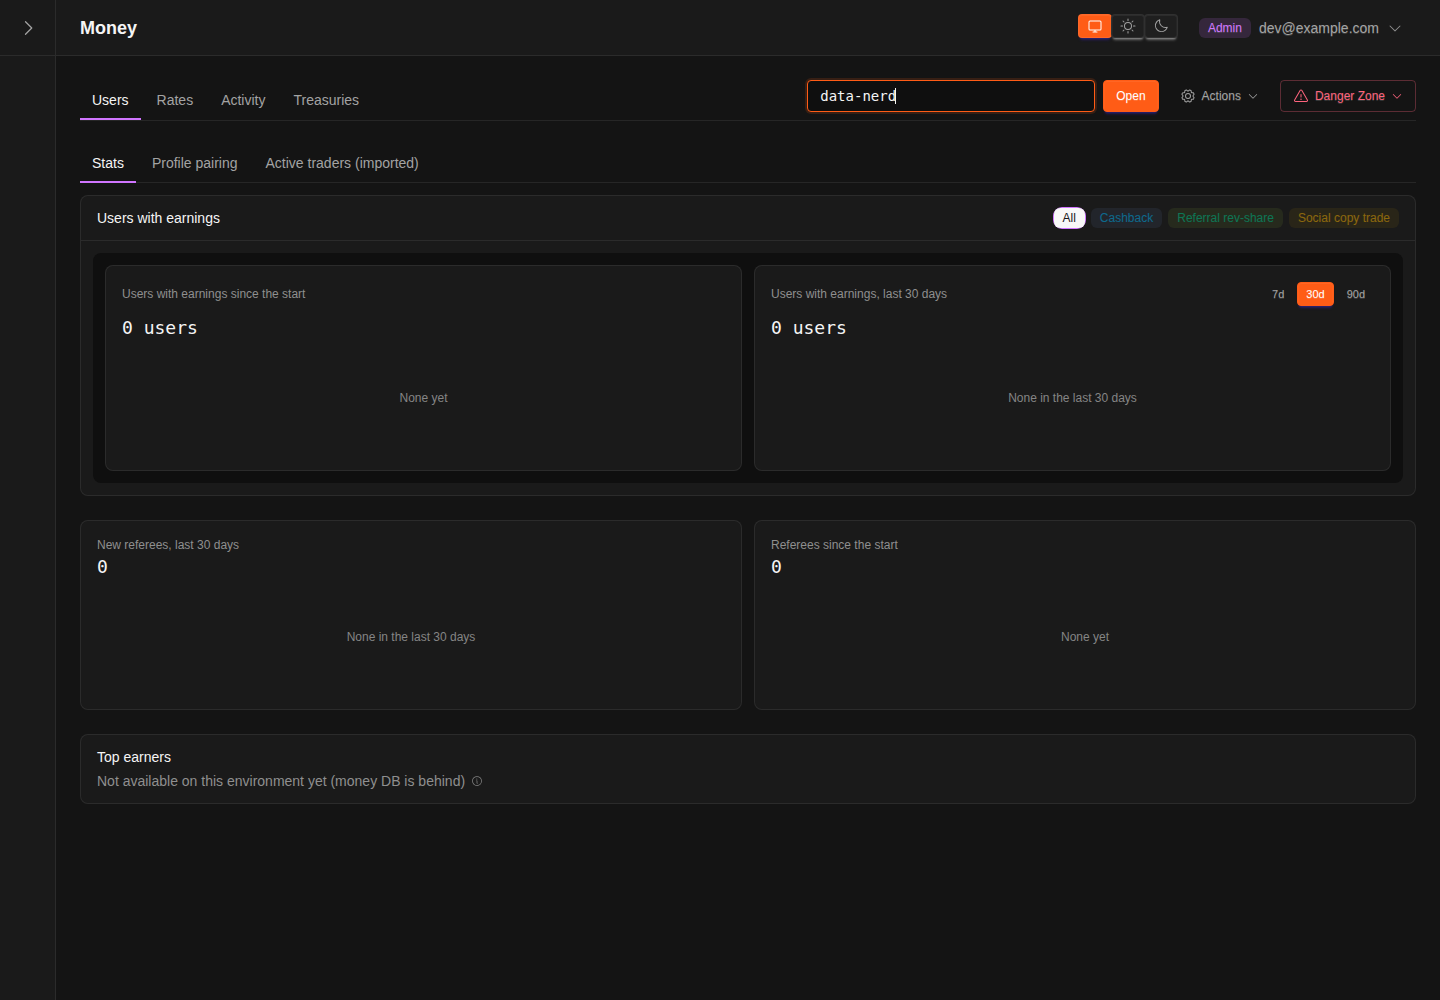 Money
Admin dev@example.com
Users Rates Activity Treasuries
data-nerd Open Actions Danger Zone
Stats Profile pairing Active traders (imported)
Users with earnings
All Cashback Referral rev-share Social copy trade
Users with earnings since the start
0 users
None yet
Users with earnings, last 30 days
7d 30d 90d
0 users
None in the last 30 days
New referees, last 30 days
0
None in the last 30 days
Referees since the start
0
None yet
Top earners
Not available on this environment yet (money DB is behind)